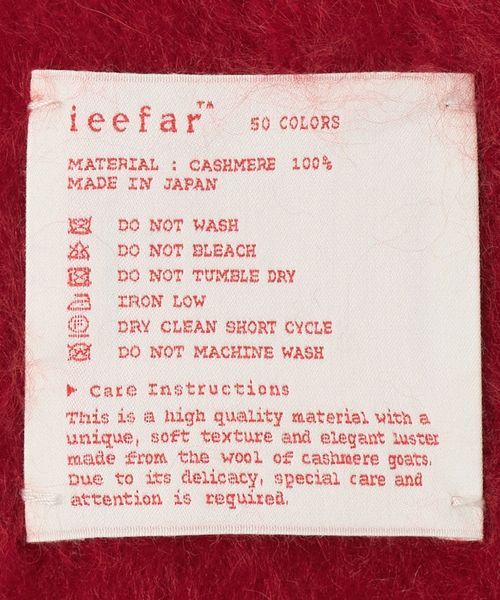 ieefar™ 50 COLORS
MATERIAL : CASHMERE 100%
MADE IN JAPAN
DO NOT WASH
DO NOT BLEACH
DO NOT TUMBLE DRY
IRON LOW
DRY CLEAN SHORT CYCLE
DO NOT MACHINE WASH
▶ Care Instructions
This is a high quality material with a
unique, soft texture and elegant luster
made from the wool of cashmere goats.
Due to its delicacy, special care and
attention is required.